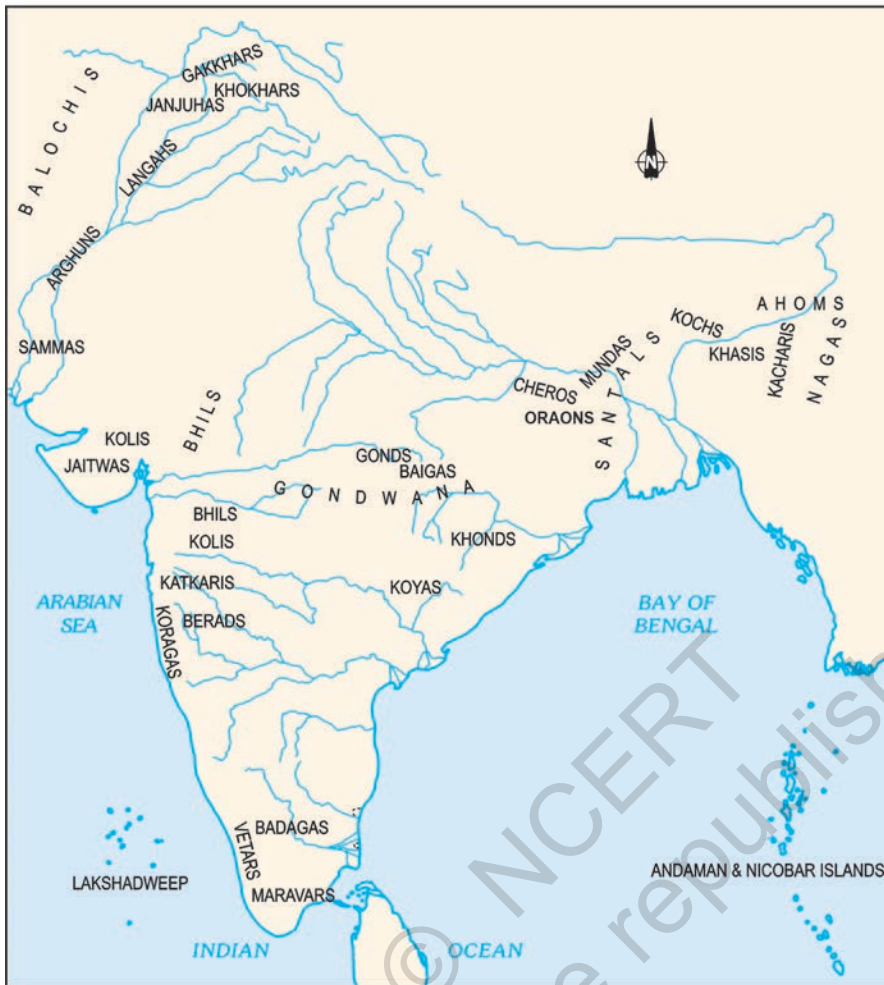 GAKKHARS
KHOKHARS
JANJUHAS
BALOCHIS
LANGAHS
N
ARGHUNS
AHOMS
SAMMAS
KOCHS
KHASIS
KACHARIS
NAGAS
MUNDAS
CHEROS
SANTALS
ORAONS
BHILS
KOLIS
JAITWAS
GONDS
BAIGAS
GONDWANA
BHILS
KOLIS
KHONDS
KATKARIS
KOYAS
ARABIAN
SEA
BERADS
KORAGAS
BAY OF
BENGAL
BADAGAS
VETARS
LAKSHADWEEP
MARAVARS
ANDAMAN & NICOBAR ISLANDS
INDIAN OCEAN
© NCERT
e republish